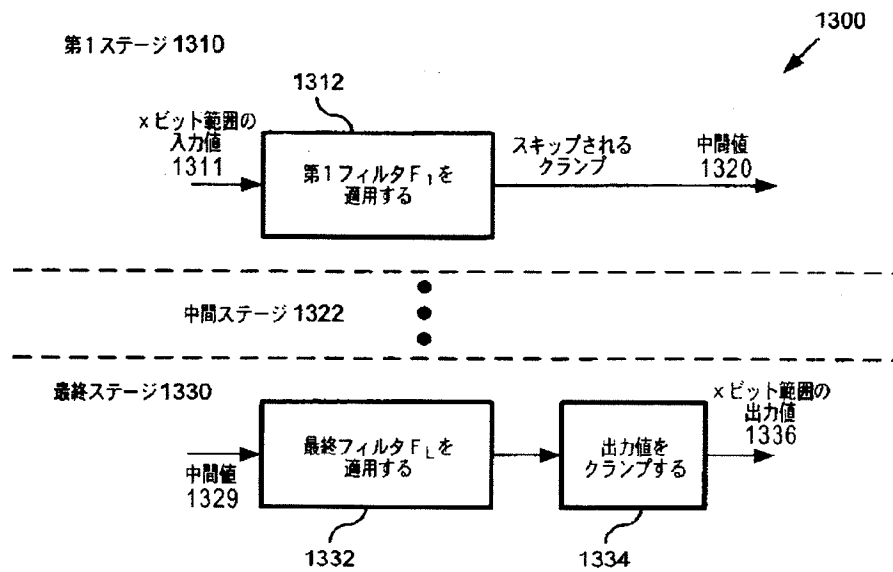 1300
第1ステージ 1310
1312
xビット範囲の
入力値
1311
第1フィルタF1を
適用する
スキップされる
クランプ
中間値
1320
中間ステージ 1322
最終ステージ 1330
xビット範囲の
出力値
1336
最終フィルタFLを
適用する
出力値を
クランプする
中間値
1329
1332
1334